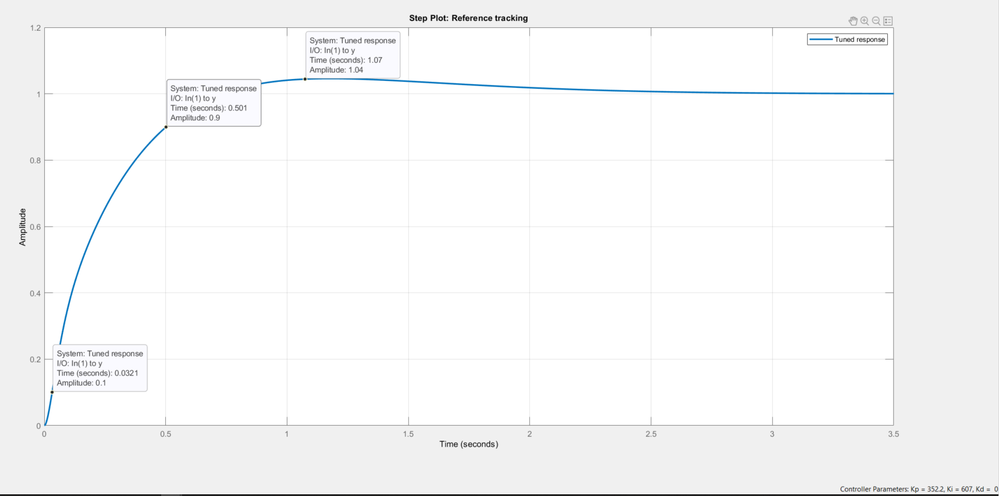 Step Plot: Reference tracking
1.2
1
0.8
0.6
0.4
0.2
0
Amplitude
System: Tuned response
I/O: In(1) to y
Time (seconds): 1.07
Amplitude: 1.04
Tuned response
System: Tuned response
I/O: In(1) to y
Time (seconds): 0.501
Amplitude: 0.9
System: Tuned response
I/O: In(1) to y
Time (seconds): 0.0321
Amplitude: 0.1
0 0.5 1 1.5 2 2.5 3 3.5
Time (seconds)
Controller Parameters: Kp = 352.2, Ki = 607, Kd = 0